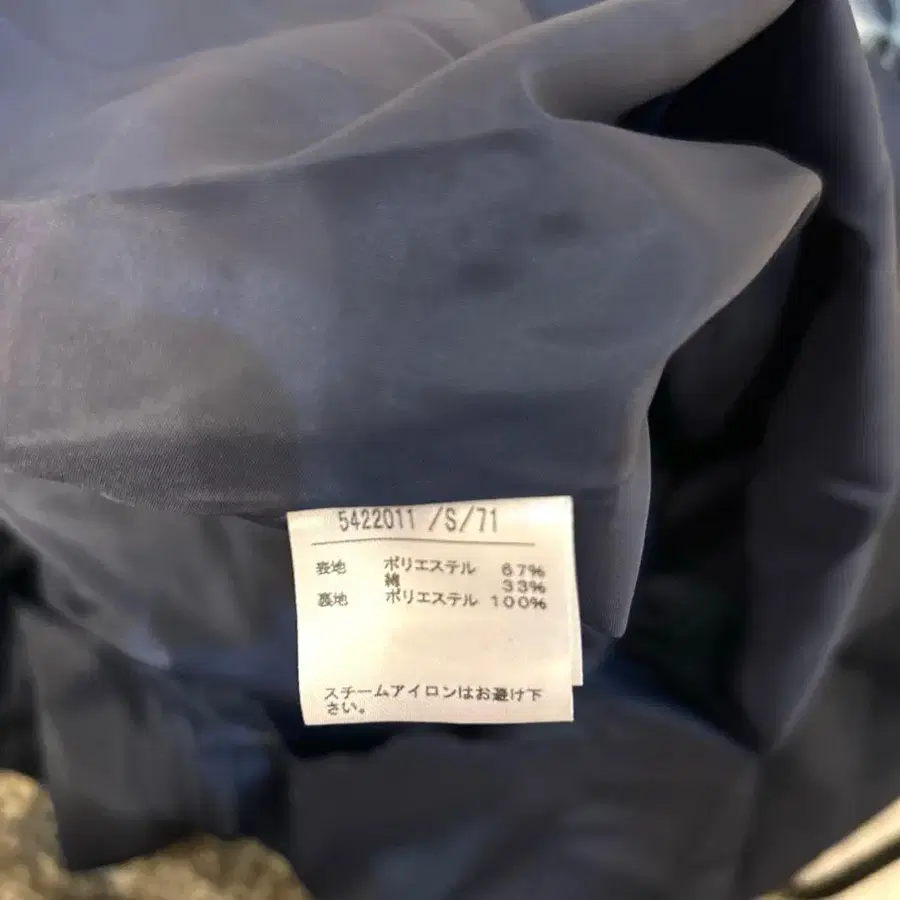 5422011 /S/71
表地 ポリエステル 67%
綿 33%
裏地 ポリエステル 100%
スチームアイロンはお避け下
さい。